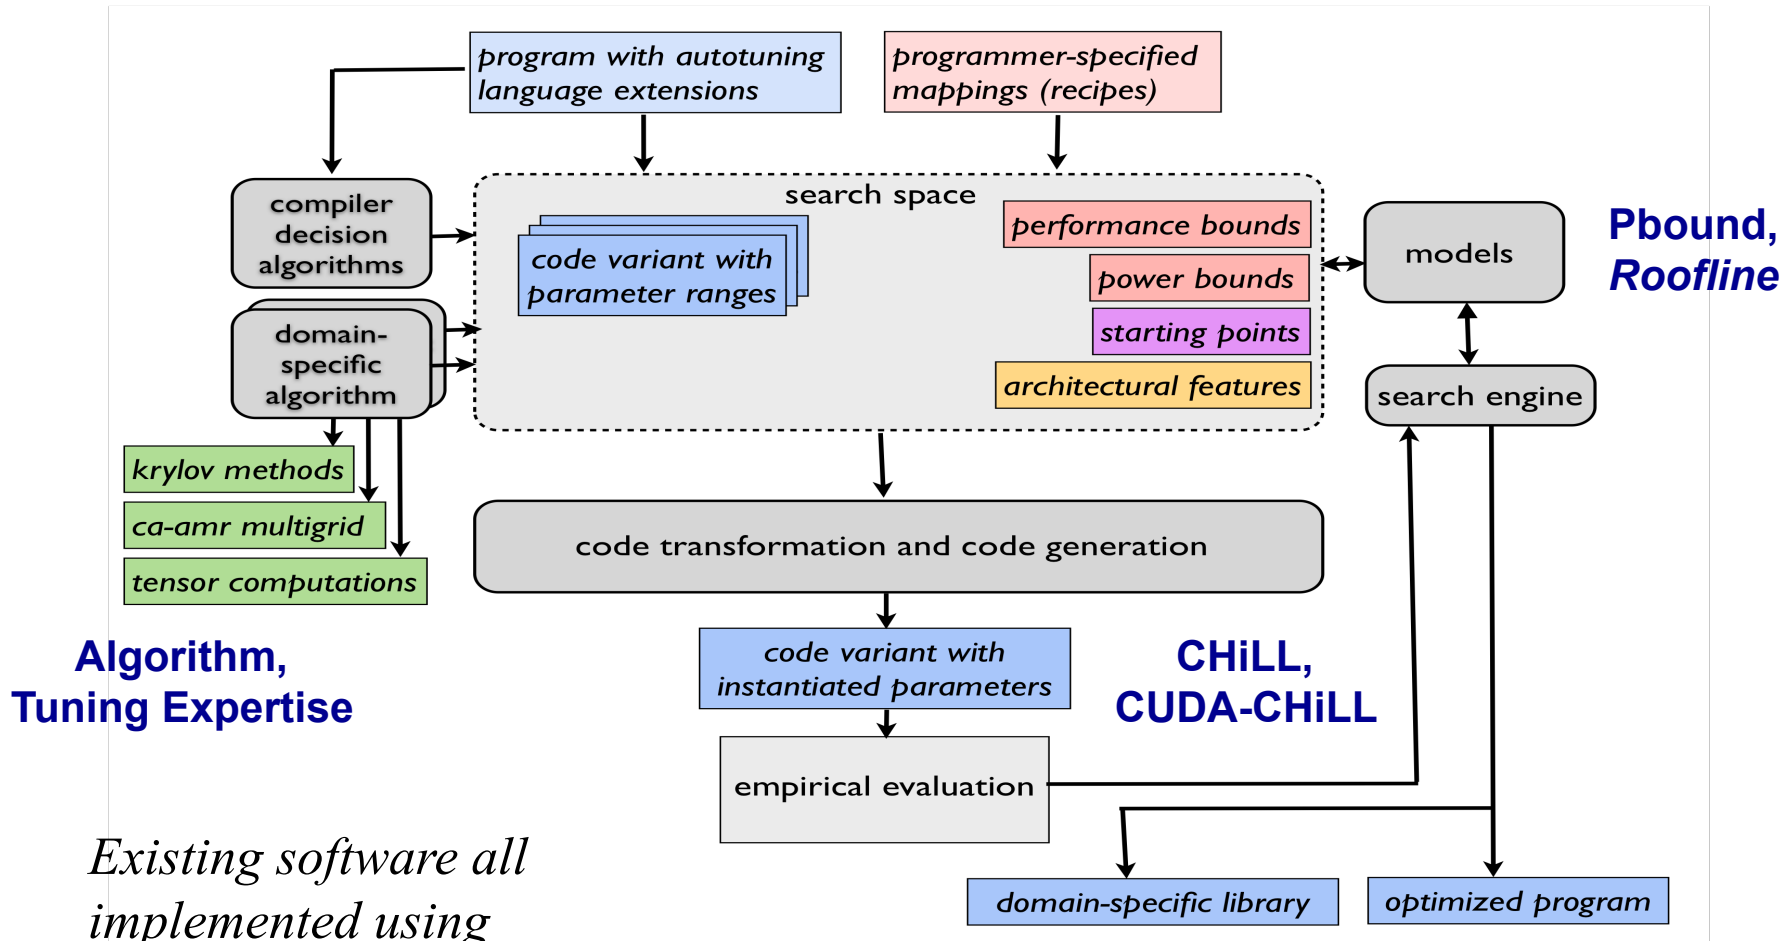 program with autotuning
language extensions
programmer-specified
mappings (recipes)
compiler
decision
algorithms
search space
code variant with
parameter ranges
performance bounds
power bounds
starting points
architectural features
models
Pbound,
Roofline
domain-
specific
algorithm
search engine
krylov methods
ca-amr multigrid
tensor computations
code transformation and code generation
Algorithm,
Tuning Expertise
code variant with
instantiated parameters
CHiLL,
CUDA-CHiLL
empirical evaluation
Existing software all
implemented using
domain-specific library
optimized program